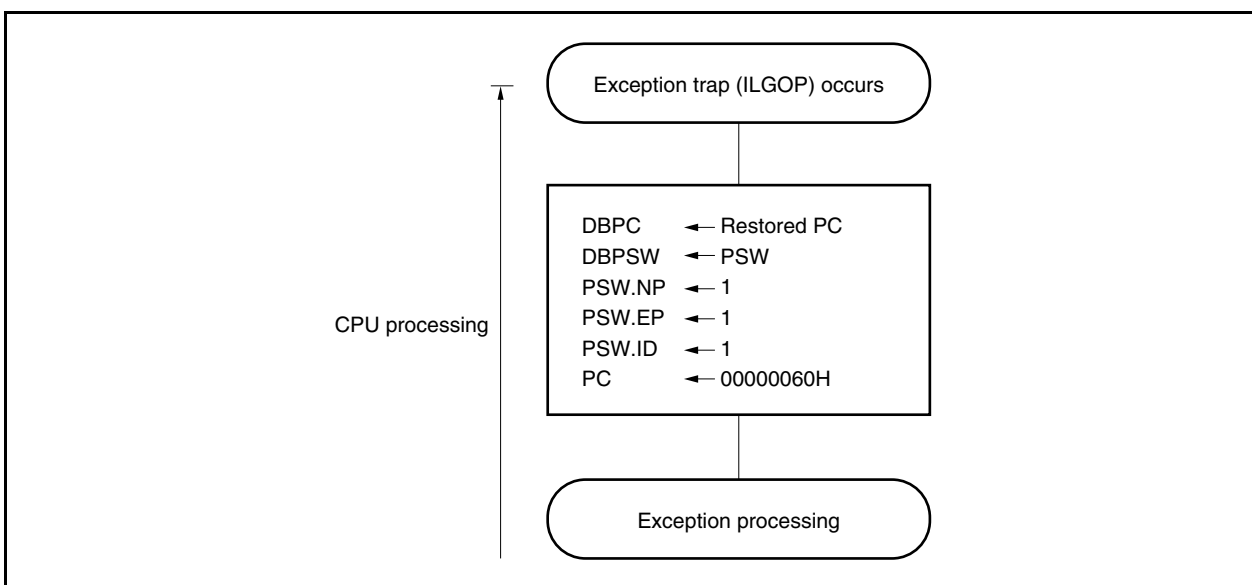 Exception trap (ILGOP) occurs
CPU processing
DBPC ← Restored PC
DBPSW ← PSW
PSW.NP ← 1
PSW.EP ← 1
PSW.ID ← 1
PC ← 00000060H
Exception processing